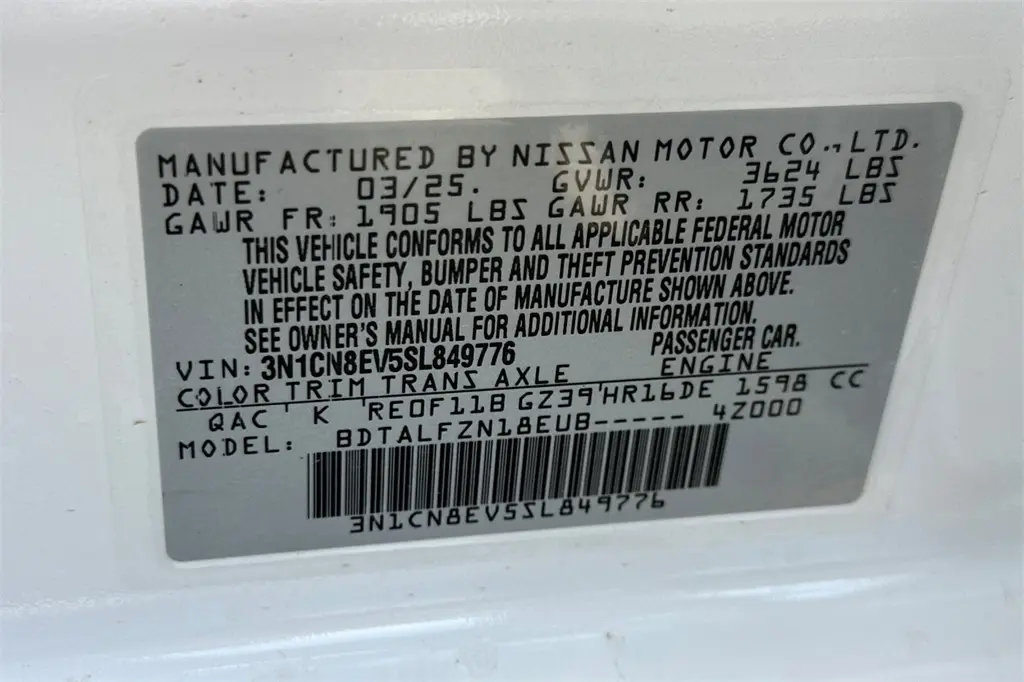 MANUFACTURED BY NISSAN MOTOR CO.,LTD.
DATE: 03/25. GVWR: 3624 LBS
GAWR FR: 1905 LBS GAWR RR: 1735 LBS
THIS VEHICLE CONFORMS TO ALL APPLICABLE FEDERAL MOTOR
VEHICLE SAFETY, BUMPER AND THEFT PREVENTION STANDARDS
IN EFFECT ON THE DATE OF MANUFACTURE SHOWN ABOVE.
SEE OWNER'S MANUAL FOR ADDITIONAL INFORMATION.
VIN: 3N1CN8EV5SL849776 PASSENGER CAR.
COLOR TRIM TRANS AXLE ENGINE
QAC K RE0F11B GZ39 HR16DE 1598 CC
MODEL: BDTALFZN18EUB----- 4Z000
3N1CN8EV5SL849776